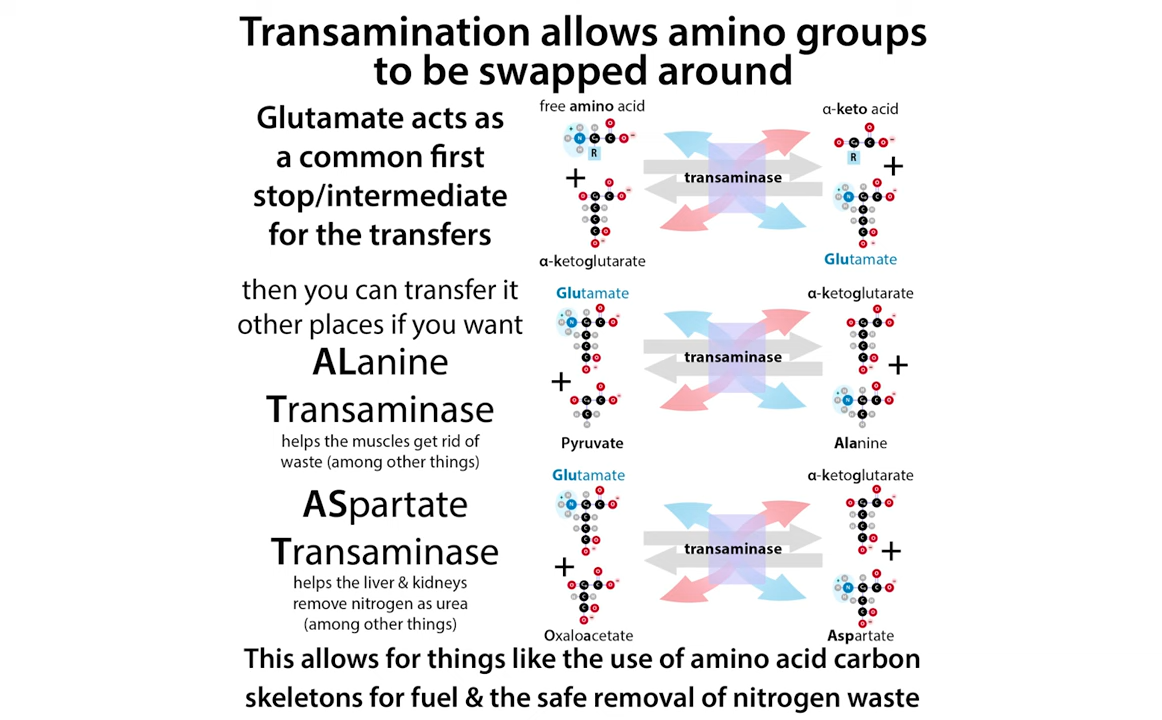 Transamination allows amino groups
to be swapped around
Glutamate acts as
a common first
stop/intermediate
for the transfers
free amino acid
α-keto acid
R
R
+
+
transaminase
α-ketoglutarate
Glutamate
then you can transfer it
other places if you want
ALanine
Transaminase
helps the muscles get rid of
waste (among other things)
Glutamate
α-ketoglutarate
transaminase
+
+
Pyruvate
Alanine
ASpartate
Transaminase
helps the liver & kidneys
remove nitrogen as urea
(among other things)
Glutamate
α-ketoglutarate
transaminase
+
+
Oxaloacetate
Aspartate
This allows for things like the use of amino acid carbon
skeletons for fuel & the safe removal of nitrogen waste